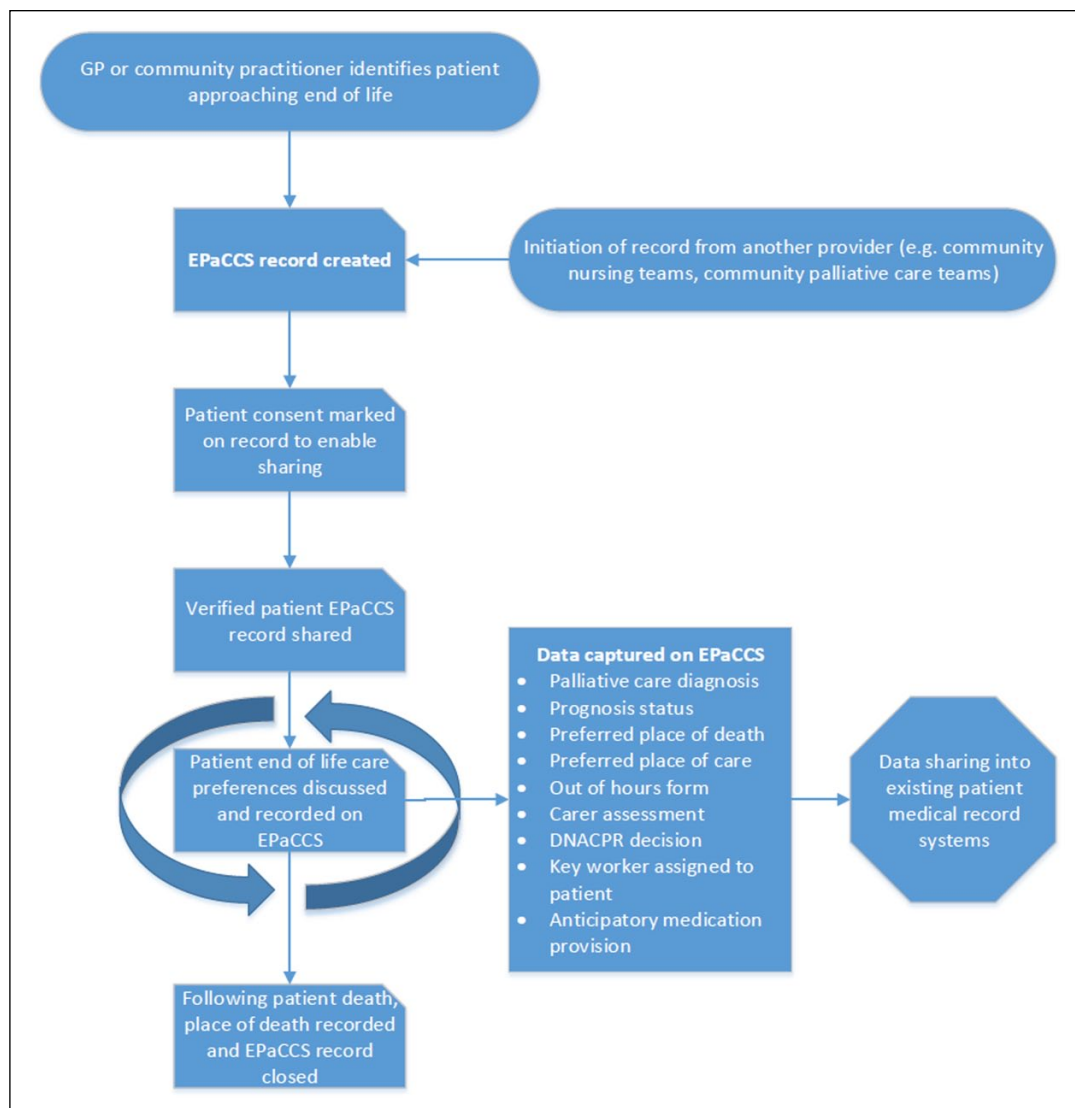 GP or community practitioner identifies patient
approaching end of life
EPaCCS record created
Initiation of record from another provider (e.g. community
nursing teams, community palliative care teams)
Patient consent marked
on record to enable
sharing
Verified patient EPaCCS
record shared
Patient end of life care
preferences discussed
and recorded on
EPaCCS
Data captured on EPaCCS
• Palliative care diagnosis
• Prognosis status
• Preferred place of death
• Preferred place of care
• Out of hours form
• Carer assessment
• DNACPR decision
• Key worker assigned to
patient
• Anticipatory medication
provision
Data sharing into
existing patient
medical record
systems
Following patient death,
place of death recorded
and EPaCCS record
closed